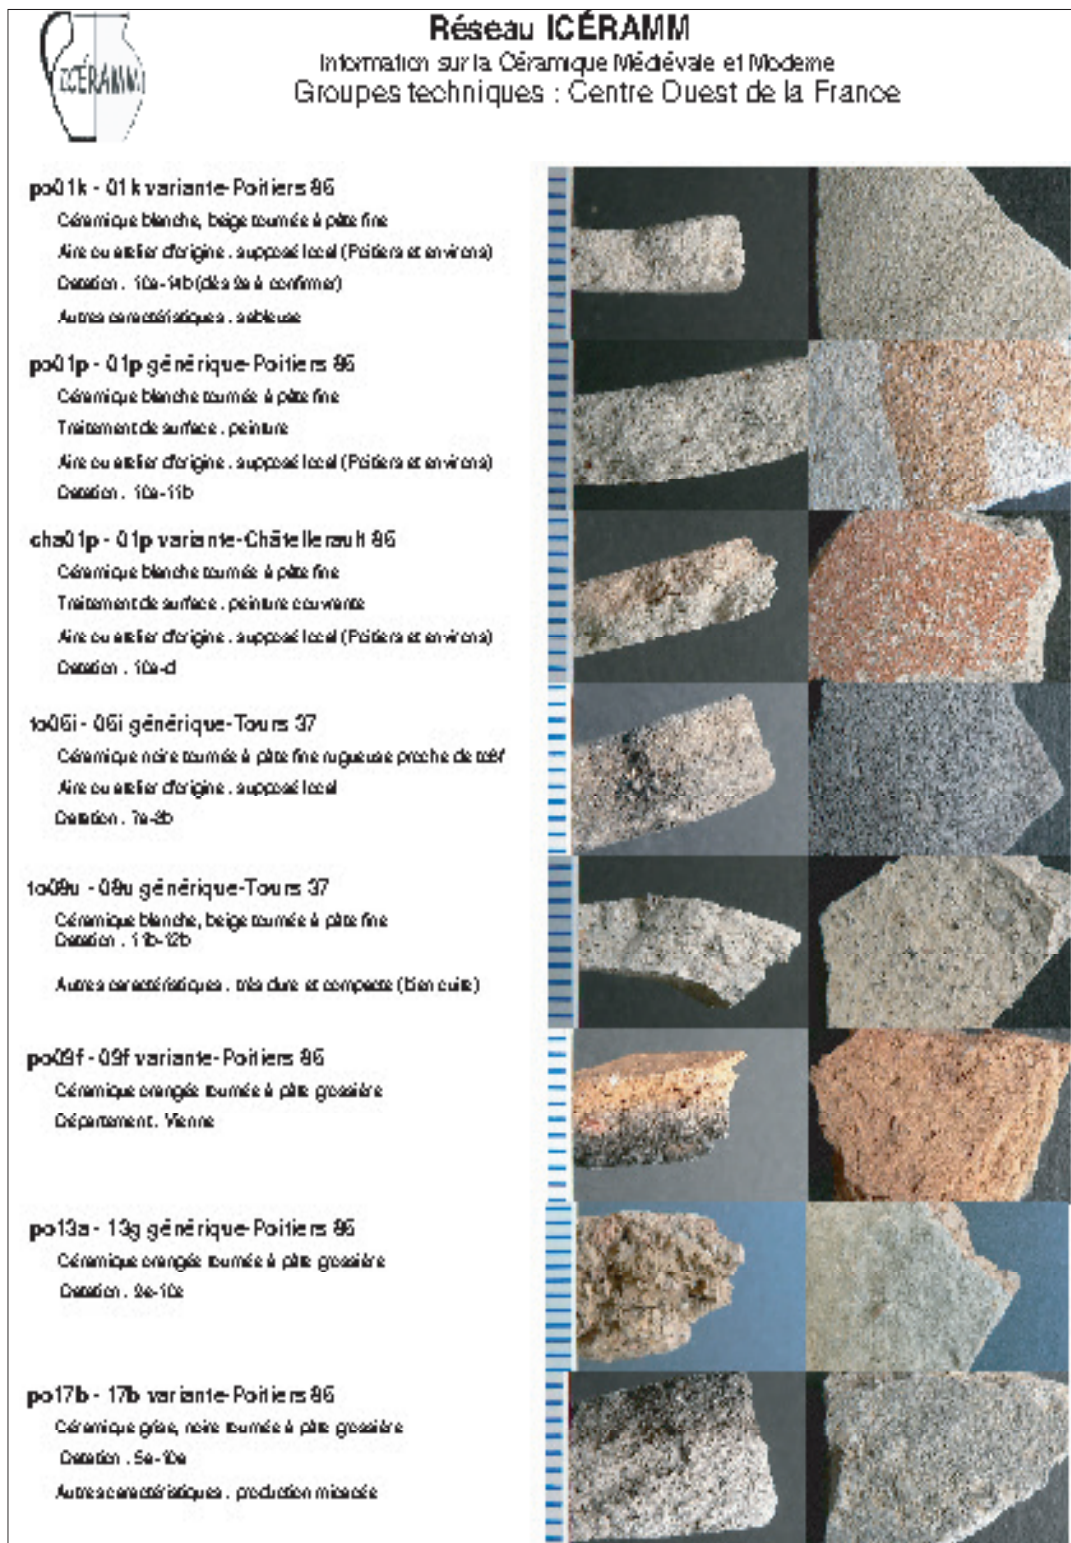 Réseau ICÉRAMM
ICÉRAMM
Information sur la Céramique Médiévale et Moderne
Groupes techniques : Centre Ouest de la France
po01k - 01k variante-Poitiers 86
Céramique blanche, beige tournée à pâte fine
Aire ou atelier d'origine . supposé local (Poitiers et environs)
Datation . 10a-14b (dès 9a à confirmer)
Autres caractéristiques . sableuse
po01p - 01p générique-Poitiers 86
Céramique blanche tournée à pâte fine
Traitement de surface . peinture
Aire ou atelier d'origine . supposé local (Poitiers et environs)
Datation . 10a-11b
cha01p - 01p variante-Châtellerault 86
Céramique blanche tournée à pâte fine
Traitement de surface . peinture couvrante
Aire ou atelier d'origine . supposé local (Poitiers et environs)
Datation . 10a-d
to06i - 06i générique-Tours 37
Céramique noire tournée à pâte fine rugueuse proche de
Aire ou atelier d'origine . supposé local
Datation . 7a-8b
to08u - 08u générique-Tours 37
Céramique blanche, beige tournée à pâte fine
Datation . 11b-12b
Autres caractéristiques . très dure et compacte (bien cuite)
po09f - 09f variante-Poitiers 86
Céramique orangée tournée à pâte grossière
Département . Vienne
po13a - 13g générique-Poitiers 86
Céramique orangée tournée à pâte grossière
Datation . 9e-10e
po17b - 17b variante-Poitiers 86
Céramique grise, noire tournée à pâte grossière
Datation . 5e-10e
Autres caractéristiques . production micacée